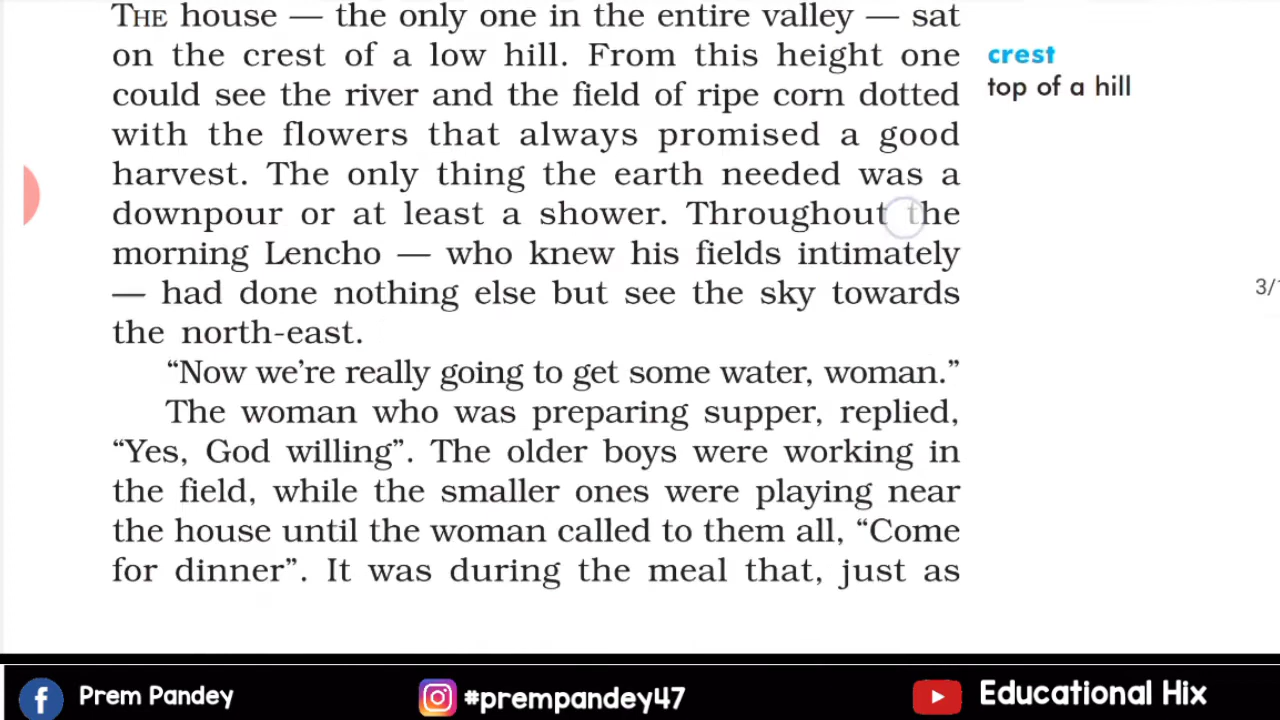 THE house — the only one in the entire valley — sat
on the crest of a low hill. From this height one
could see the river and the field of ripe corn dotted
with the flowers that always promised a good
harvest. The only thing the earth needed was a
downpour or at least a shower. Throughout the
morning Lencho — who knew his fields intimately
— had done nothing else but see the sky towards
the north-east.
“Now we’re really going to get some water, woman.”
The woman who was preparing supper, replied,
“Yes, God willing”. The older boys were working in
the field, while the smaller ones were playing near
the house until the woman called to them all, “Come
for dinner”. It was during the meal that, just as
crest
top of a hill
Prem Pandey
#prempandey47
Educational Hix